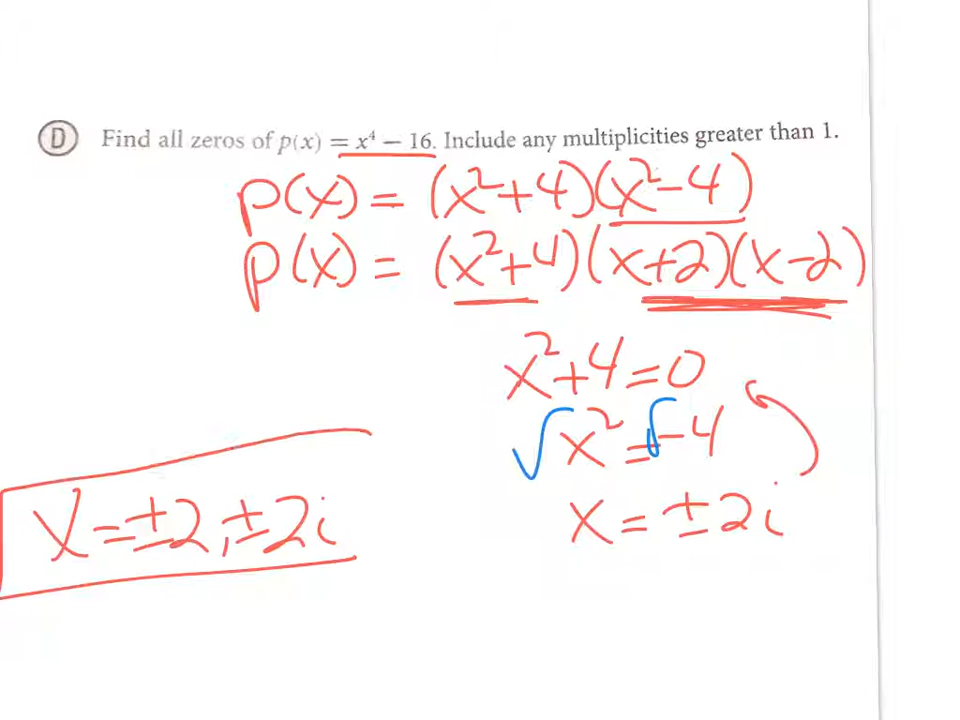 D Find all zeros of p(x) = x⁴ − 16. Include any multiplicities greater than 1.
p(x) = (x²+4)(x²−4)
p(x) = (x²+4)(x+2)(x−2)
x²+4=0
√x² = √−4
x = ±2i
x = ±2, ±2i